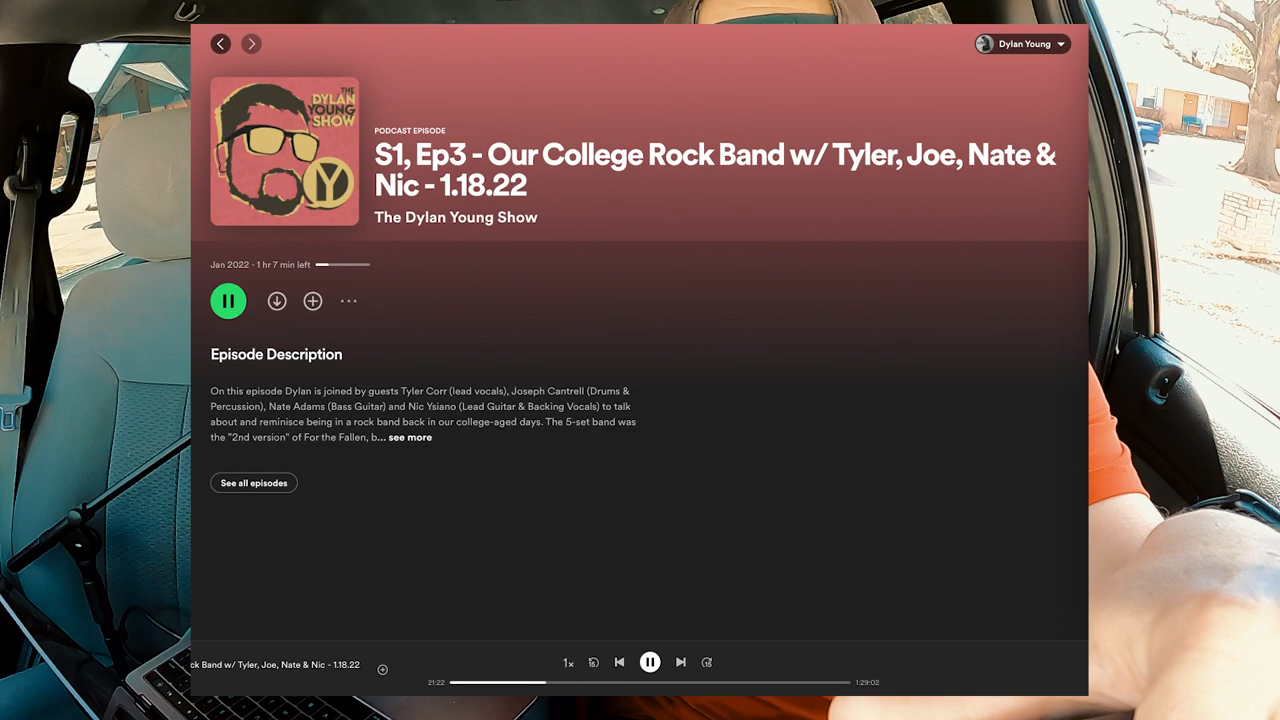 Dylan Young
THE
DYLAN
YOUNG
SHOW
Y
PODCAST EPISODE
S1, Ep3 - Our College Rock Band w/ Tyler, Joe, Nate &
Nic - 1.18.22
The Dylan Young Show
Jan 2022 · 1 hr 7 min left
Episode Description
On this episode Dylan is joined by guests Tyler Corr (lead vocals), Joseph Cantrell (Drums &
Percussion), Nate Adams (Bass Guitar) and Nic Ysiano (Lead Guitar & Backing Vocals) to talk
about and reminisce being in a rock band back in our college-aged days. The 5-set band was
the "2nd version" of For the Fallen, b... see more
See all episodes
ck Band w/ Tyler, Joe, Nate & Nic - 1.18.22
1x
15
15
21:22
1:29:02